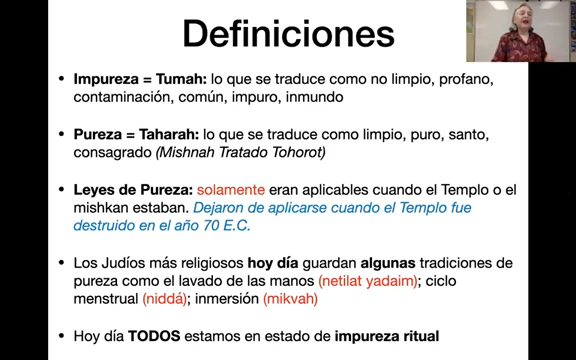 Definiciones
• Impureza = Tumah: lo que se traduce como no limpio, profano,
contaminación, común, impuro, inmundo
• Pureza = Taharah: lo que se traduce como limpio, puro, santo,
consagrado (Mishnah Tratado Tohorot)
• Leyes de Pureza: solamente eran aplicables cuando el Templo o el
mishkan estaban. Dejaron de aplicarse cuando el Templo fue
destruido en el año 70 E.C.
• Los Judíos más religiosos hoy día guardan algunas tradiciones de
pureza como el lavado de las manos (netilat yadaim); ciclo
menstrual (niddá); inmersión (mikvah)
• Hoy día TODOS estamos en estado de impureza ritual